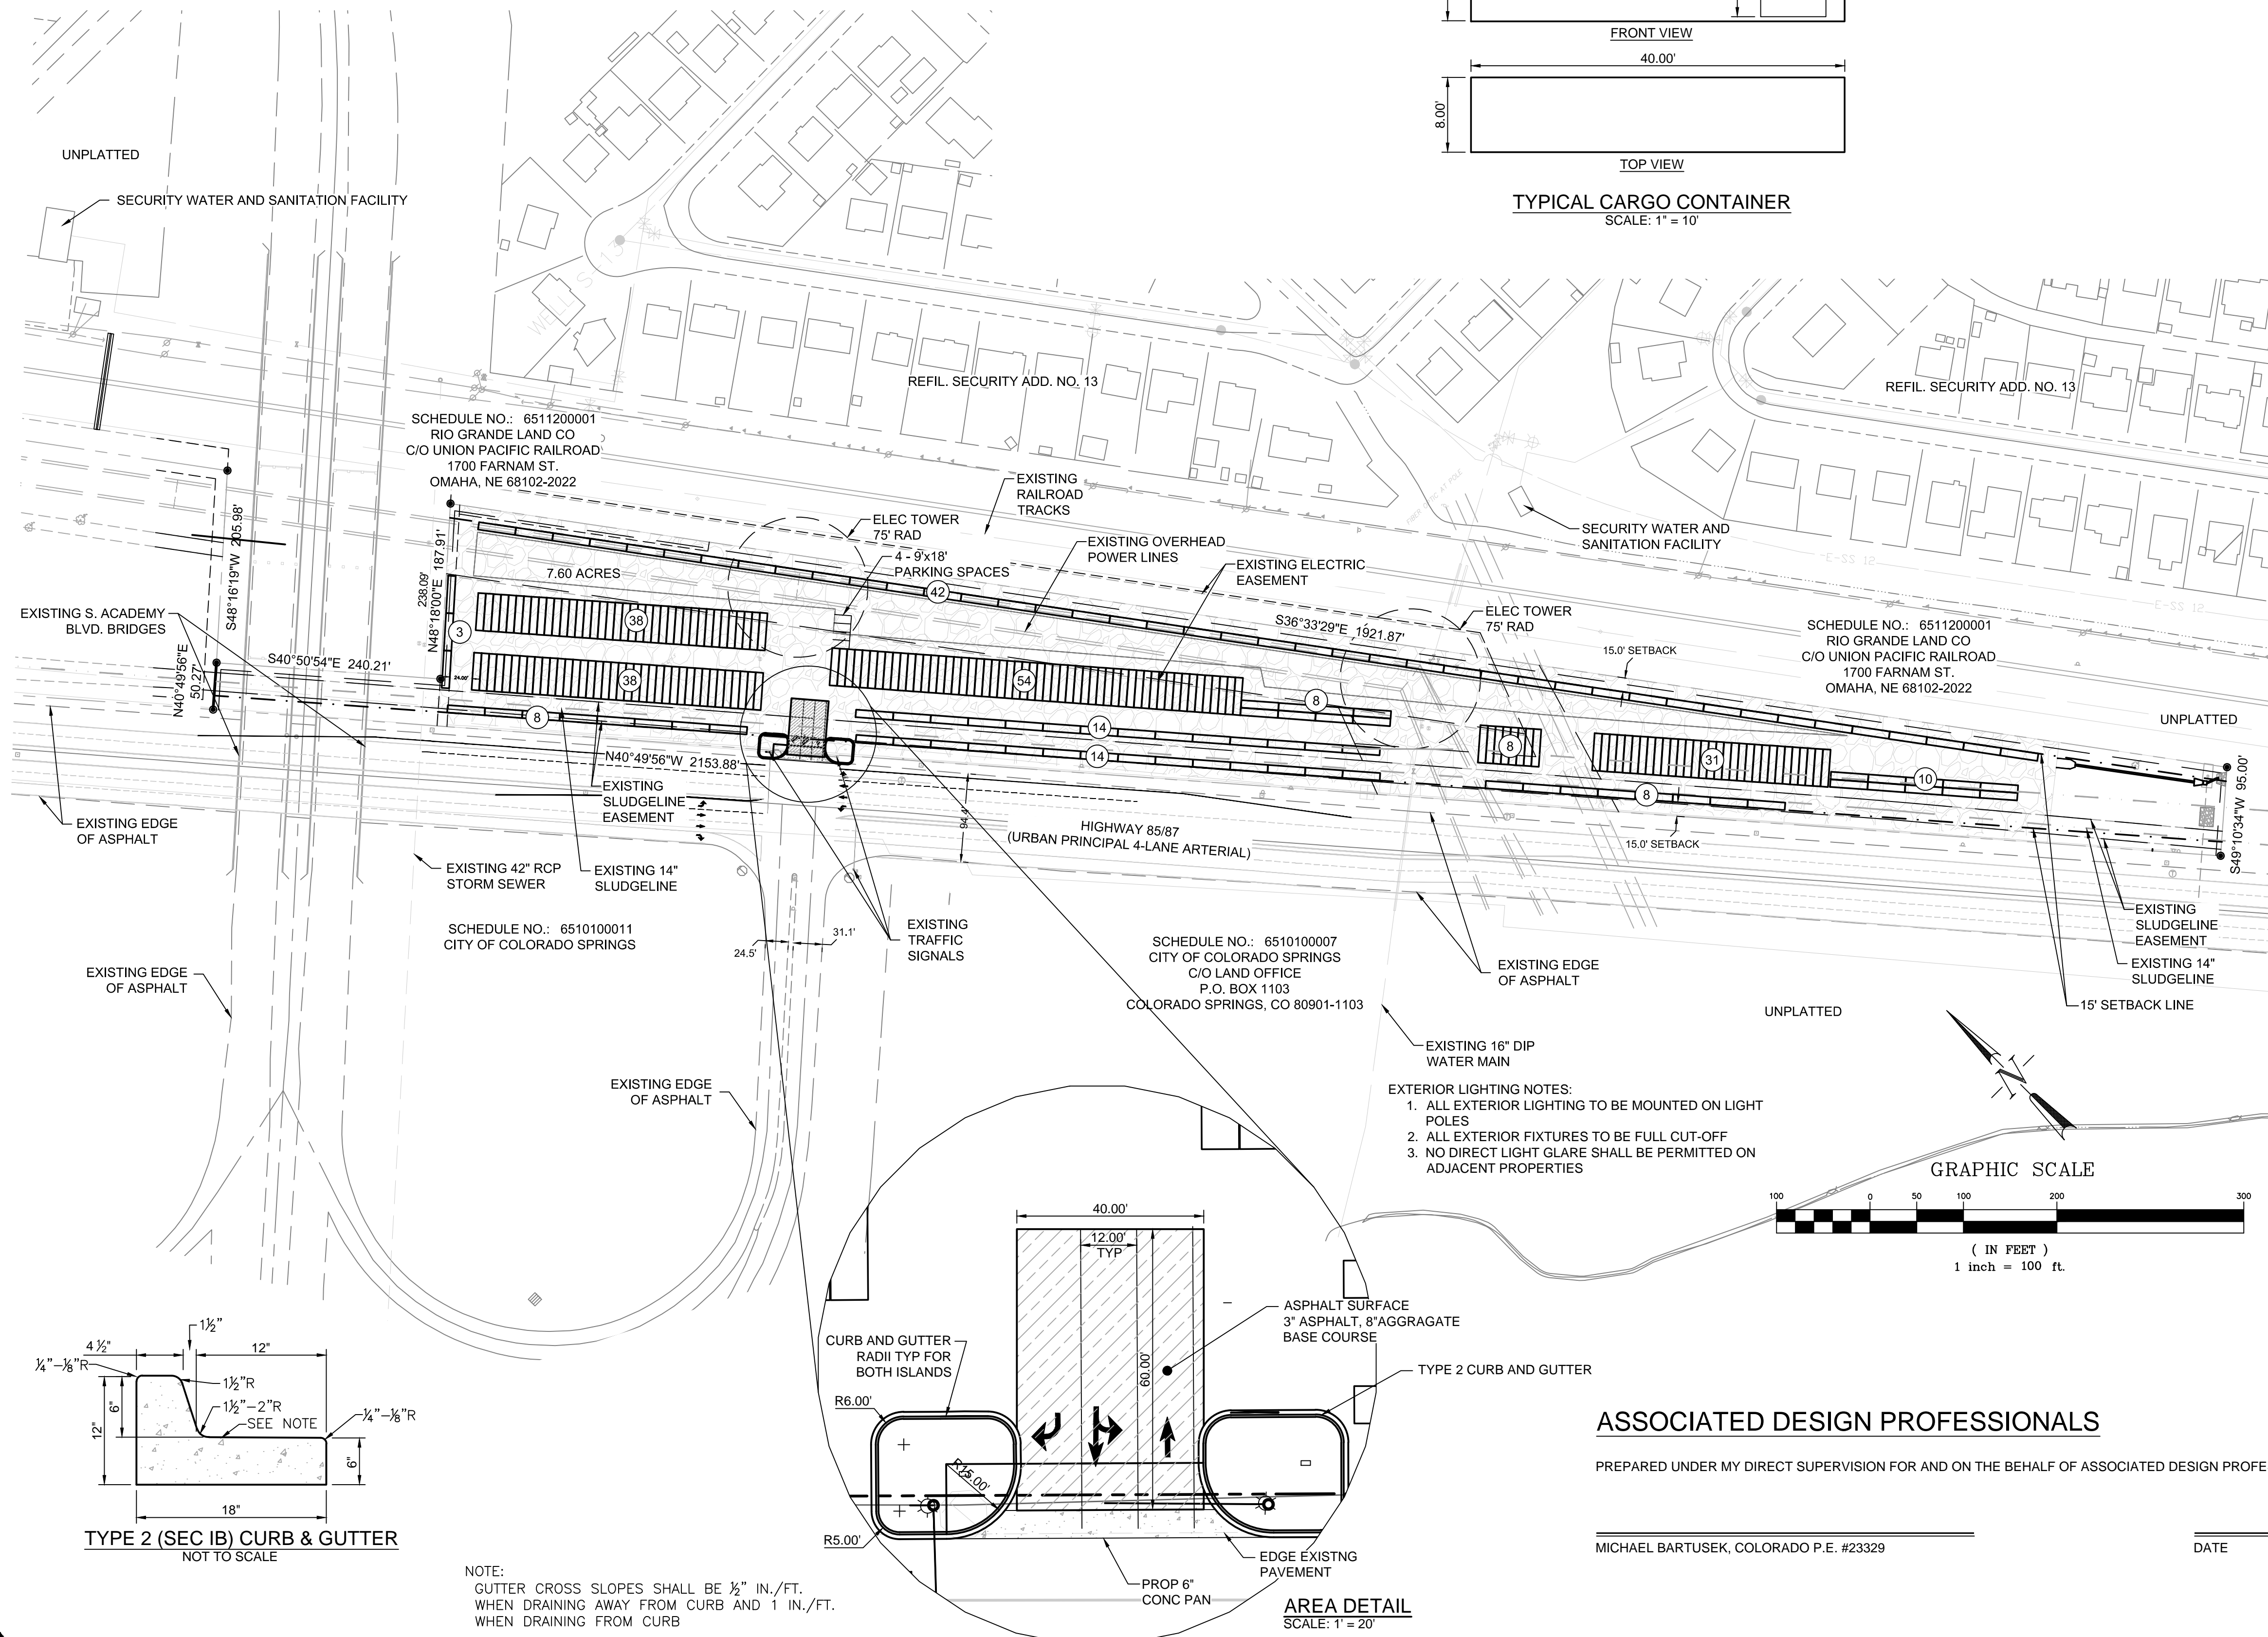 FRONT VIEW
40.00'
8.00'
TOP VIEW
TYPICAL CARGO CONTAINER
SCALE: 1" = 10'
UNPLATTED
SECURITY WATER AND SANITATION FACILITY
REFIL. SECURITY ADD. NO. 13
REFIL. SECURITY ADD. NO. 13
SCHEDULE NO.: 6511200001
RIO GRANDE LAND CO
C/O UNION PACIFIC RAILROAD
1700 FARNAM ST.
OMAHA, NE 68102-2022
EXISTING
RAILROAD
TRACKS
ELEC TOWER
75' RAD
4 - 9'x18'
PARKING SPACES
EXISTING OVERHEAD
POWER LINES
EXISTING ELECTRIC
EASEMENT
SECURITY WATER AND
SANITATION FACILITY
E-SS 12
E-SS 12
7.60 ACRES
S48°16'19"W 205.98'
238.09'
N48°18'00"E 187.91'
EXISTING S. ACADEMY
BLVD. BRIDGES
N40°49'56"E
50.27'
S40°50'54"E 240.21'
24.00'
3
38
38
42
54
8
8
14
14
8
31
10
8
S36°33'29"E 1921.87'
ELEC TOWER
75' RAD
15.0' SETBACK
SCHEDULE NO.: 6511200001
RIO GRANDE LAND CO
C/O UNION PACIFIC RAILROAD
1700 FARNAM ST.
OMAHA, NE 68102-2022
UNPLATTED
S49°10'34"W 95.00'
N40°49'56"W 2153.88'
EXISTING
SLUDGELINE
EASEMENT
94.4'
HIGHWAY 85/87
(URBAN PRINCIPAL 4-LANE ARTERIAL)
15.0' SETBACK
EXISTING EDGE
OF ASPHALT
EXISTING 42" RCP
STORM SEWER
EXISTING 14"
SLUDGELINE
SCHEDULE NO.: 6510100011
CITY OF COLORADO SPRINGS
24.5'
31.1'
EXISTING
TRAFFIC
SIGNALS
SCHEDULE NO.: 6510100007
CITY OF COLORADO SPRINGS
C/O LAND OFFICE
P.O. BOX 1103
COLORADO SPRINGS, CO 80901-1103
EXISTING EDGE
OF ASPHALT
EXISTING
SLUDGELINE
EASEMENT
EXISTING 14"
SLUDGELINE
15' SETBACK LINE
UNPLATTED
EXISTING EDGE
OF ASPHALT
EXISTING 16" DIP
WATER MAIN
EXISTING EDGE
OF ASPHALT
EXTERIOR LIGHTING NOTES:
1. ALL EXTERIOR LIGHTING TO BE MOUNTED ON LIGHT
POLES
2. ALL EXTERIOR FIXTURES TO BE FULL CUT-OFF
3. NO DIRECT LIGHT GLARE SHALL BE PERMITTED ON
ADJACENT PROPERTIES
N
GRAPHIC SCALE
100 0 50 100 200 300
( IN FEET )
1 inch = 100 ft.
40.00'
12.00'
TYP
60.00'
ASPHALT SURFACE
3" ASPHALT, 8"AGGRAGATE
BASE COURSE
CURB AND GUTTER
RADII TYP FOR
BOTH ISLANDS
TYPE 2 CURB AND GUTTER
R6.00'
R15.00'
R5.00'
EDGE EXISTNG
PAVEMENT
PROP 6"
CONC PAN
AREA DETAIL
SCALE: 1' = 20'
1½"
4 ½"
12"
¼"–⅛"R
1½"R
1½"–2"R
SEE NOTE
¼"–⅛"R
12"
6"
6"
18"
TYPE 2 (SEC IB) CURB & GUTTER
NOT TO SCALE
NOTE:
GUTTER CROSS SLOPES SHALL BE ½" IN./FT.
WHEN DRAINING AWAY FROM CURB AND 1 IN./FT.
WHEN DRAINING FROM CURB
ASSOCIATED DESIGN PROFESSIONALS
PREPARED UNDER MY DIRECT SUPERVISION FOR AND ON THE BEHALF OF ASSOCIATED DESIGN PROFE
MICHAEL BARTUSEK, COLORADO P.E. #23329
DATE